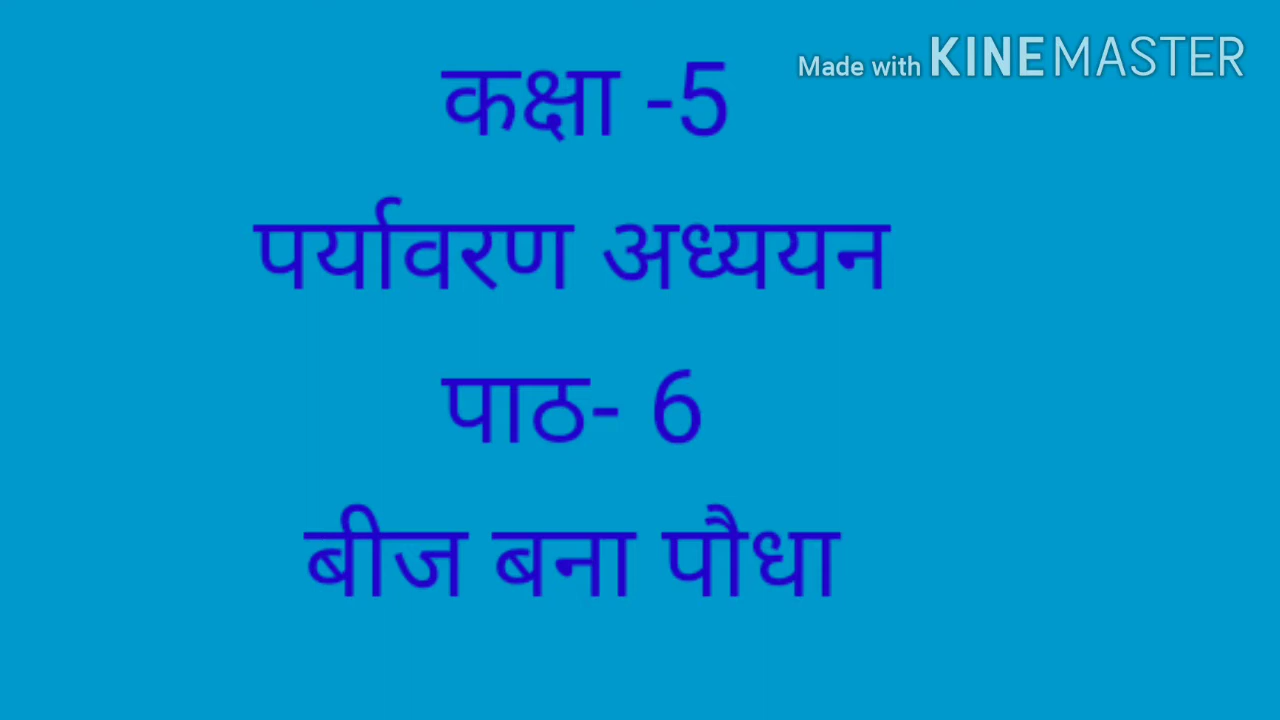 Made with KINEMASTER
कक्षा -5
पर्यावरण अध्ययन
पाठ- 6
बीज बना पौधा